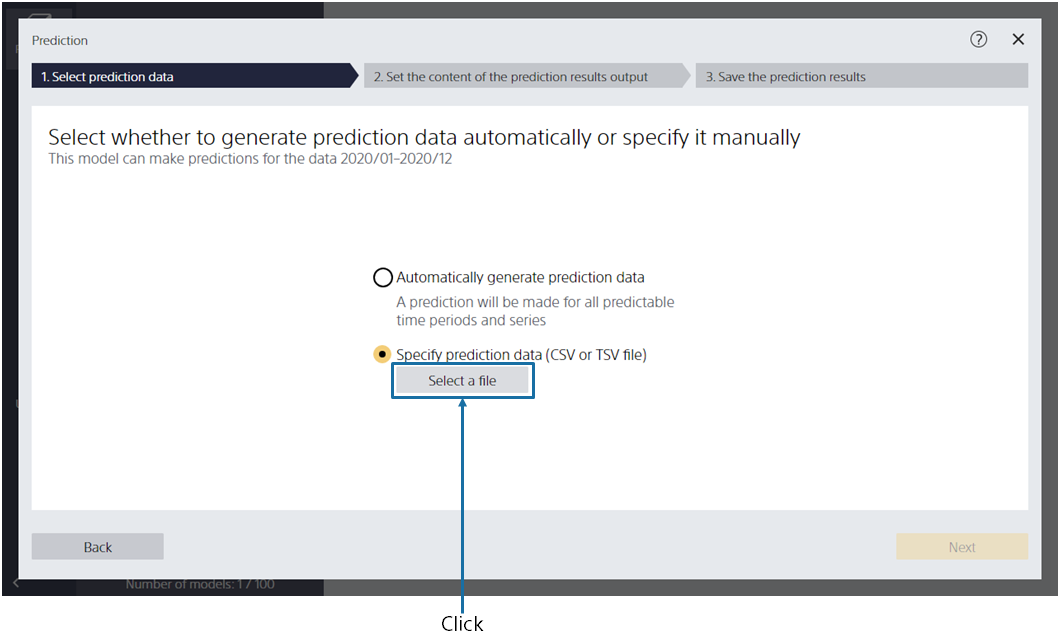 Prediction
1. Select prediction data
2. Set the content of the prediction results output
3. Save the prediction results
Select whether to generate prediction data automatically or specify it manually
This model can make predictions for the data 2020/01–2020/12
Automatically generate prediction data
A prediction will be made for all predictable
time periods and series
Specify prediction data (CSV or TSV file)
Select a file
Back
Next
Number of models: 1 / 100
Click